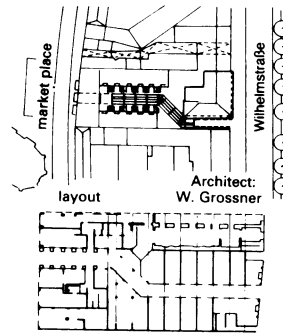 market place
Wilhelmstraße
layout
Architect:
W. Grossner